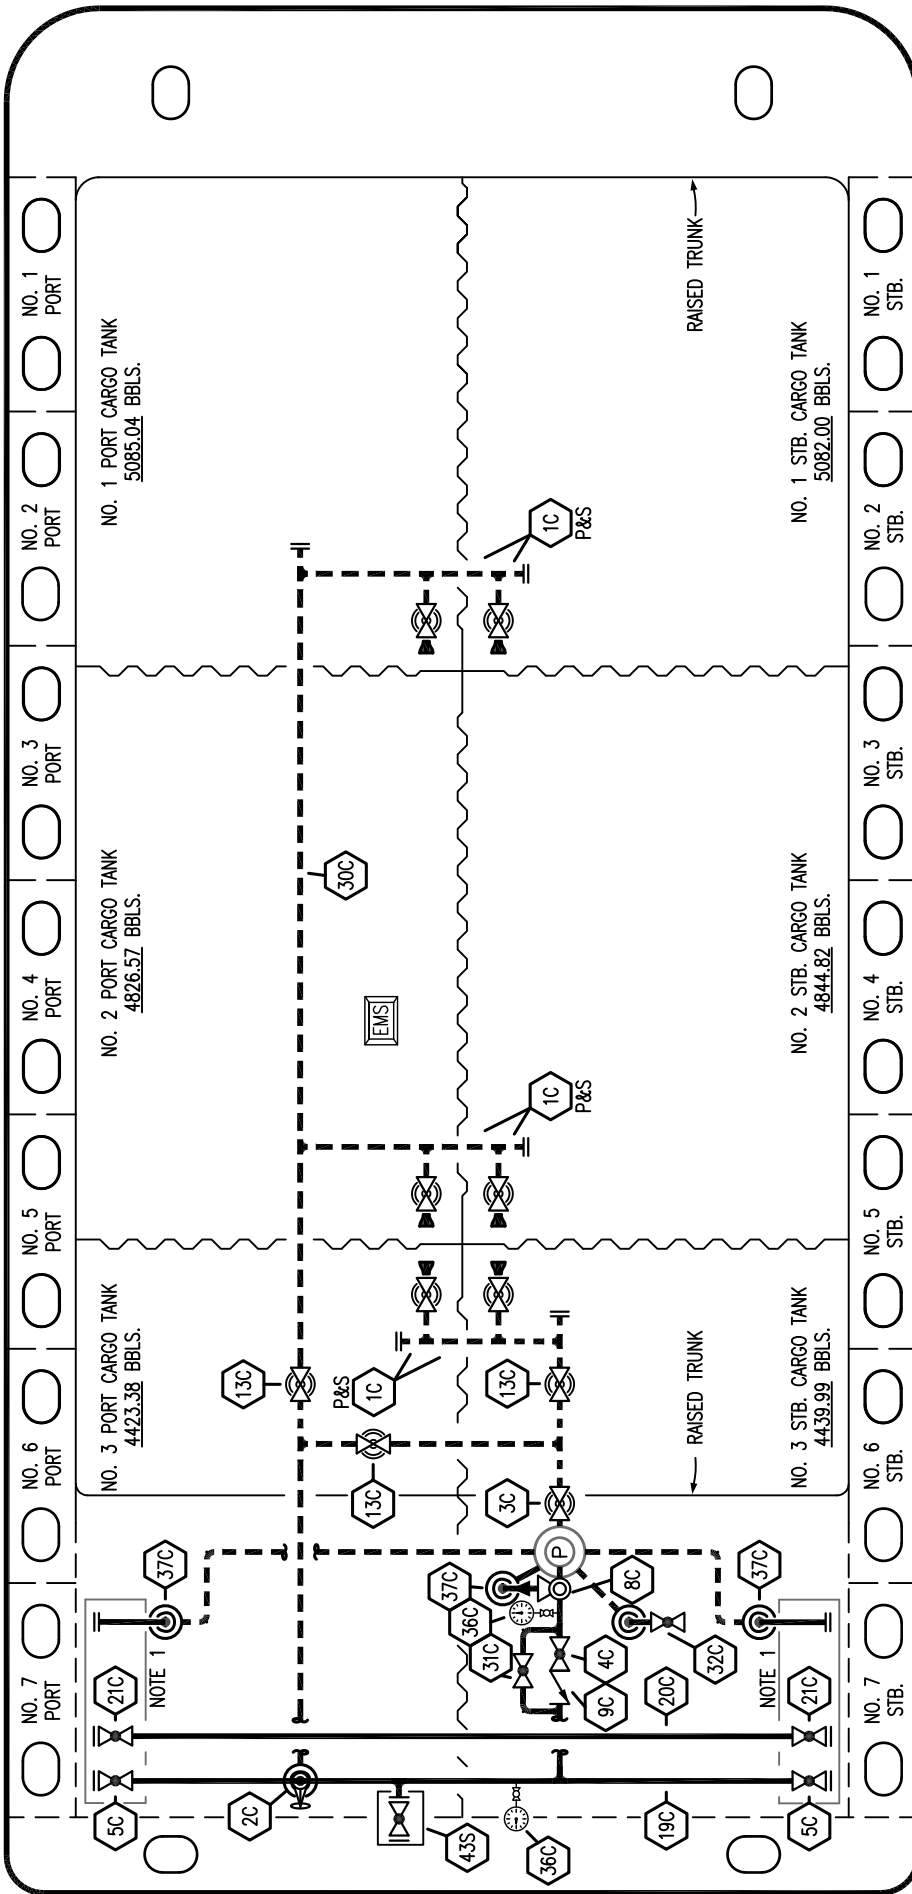 NO. 7
PORT
NO. 6
PORT
NO. 5
PORT
NO. 4
PORT
NO. 3
PORT
NO. 2
PORT
NO. 1
PORT
NO. 3 PORT CARGO TANK
4423.38 BBLS.
NO. 2 PORT CARGO TANK
4826.57 BBLS.
NO. 1 PORT CARGO TANK
5085.04 BBLS.
5C
21C
NOTE 1
37C
2C
13C
30C
43S
13C
1C
P&S
EMS
36C
37C
36C
31C
3C
13C
1C
P&S
1C
P&S
P
8C
4C
9C
19C
20C
32C
RAISED TRUNK
RAISED TRUNK
5C
21C
NOTE 1
37C
NO. 3 STB. CARGO TANK
4439.99 BBLS.
NO. 2 STB. CARGO TANK
4844.82 BBLS.
NO. 1 STB. CARGO TANK
5082.00 BBLS.
NO. 7
STB.
NO. 6
STB.
NO. 5
STB.
NO. 4
STB.
NO. 3
STB.
NO. 2
STB.
NO. 1
STB.